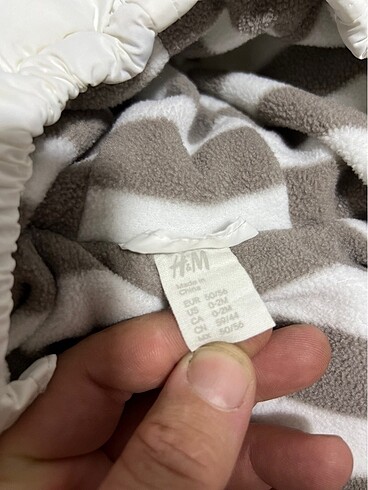 H&M
Made in
China
EUR 50/56
US 0-2M
CA 0-2M
CN 59/44
MX 50/56